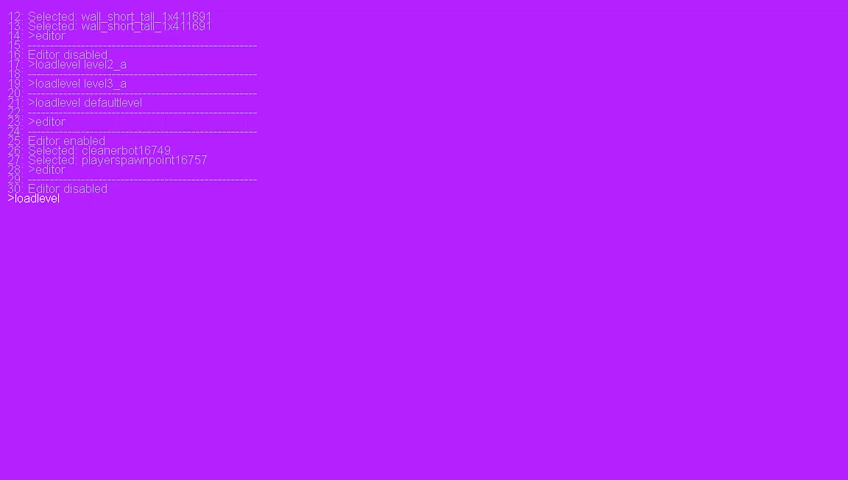 12: Selected: wall_short_tall_1x411691
13: Selected: wall_short_tall_1x411691
14: >editor
15: ----------------------------------------------------
16: Editor disabled
17: >loadlevel level2_a
18: ----------------------------------------------------
19: >loadlevel level3_a
20: ----------------------------------------------------
21: >loadlevel defaultlevel
22: ----------------------------------------------------
23: >editor
24: ----------------------------------------------------
25: Editor enabled
26: Selected: cleanerbot16749
27: Selected: playerspawnpoint16757
28: >editor
29: ----------------------------------------------------
30: Editor disabled
>loadlevel